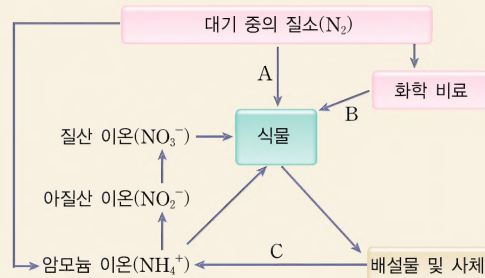 대기 중의 질소(N₂)
A
화학 비료
B
질산 이온(NO₃⁻)
식물
아질산 이온(NO₂⁻)
C
암모늄 이온(NH₄⁺)
배설물 및 사체